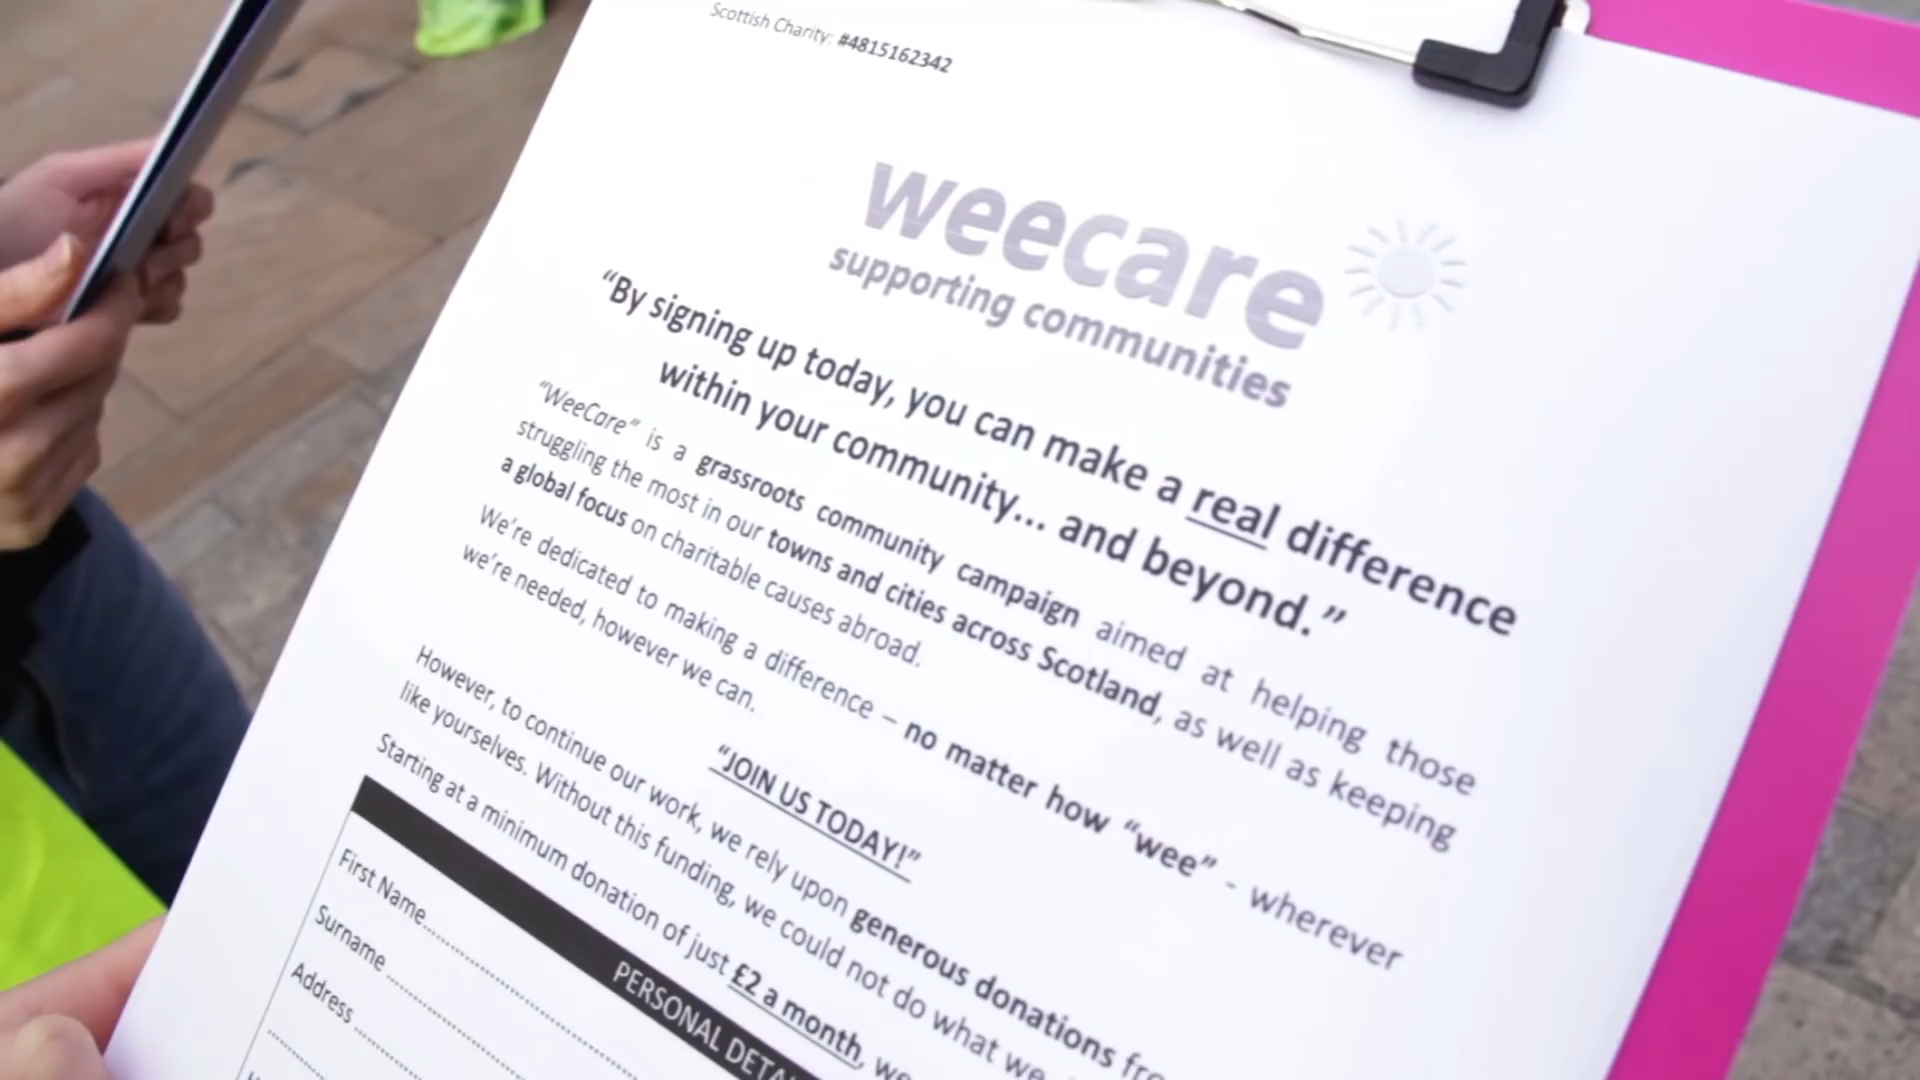 Scottish Charity: #4815162342
weecare
supporting communities
“By signing up today, you can make a real difference
within your community... and beyond.”
“WeeCare” is a grassroots community campaign aimed at helping those
struggling the most in our towns and cities across Scotland, as well as keeping
a global focus on charitable causes abroad.
We’re dedicated to making a difference – no matter how “wee” - wherever
we’re needed, however we can.
“JOIN US TODAY!”
However, to continue our work, we rely upon generous donations
like yourselves. Without this funding, we could not do what we
Starting at a minimum donation of just £2 a month, we
PERSONAL
First Name
Surname
Address